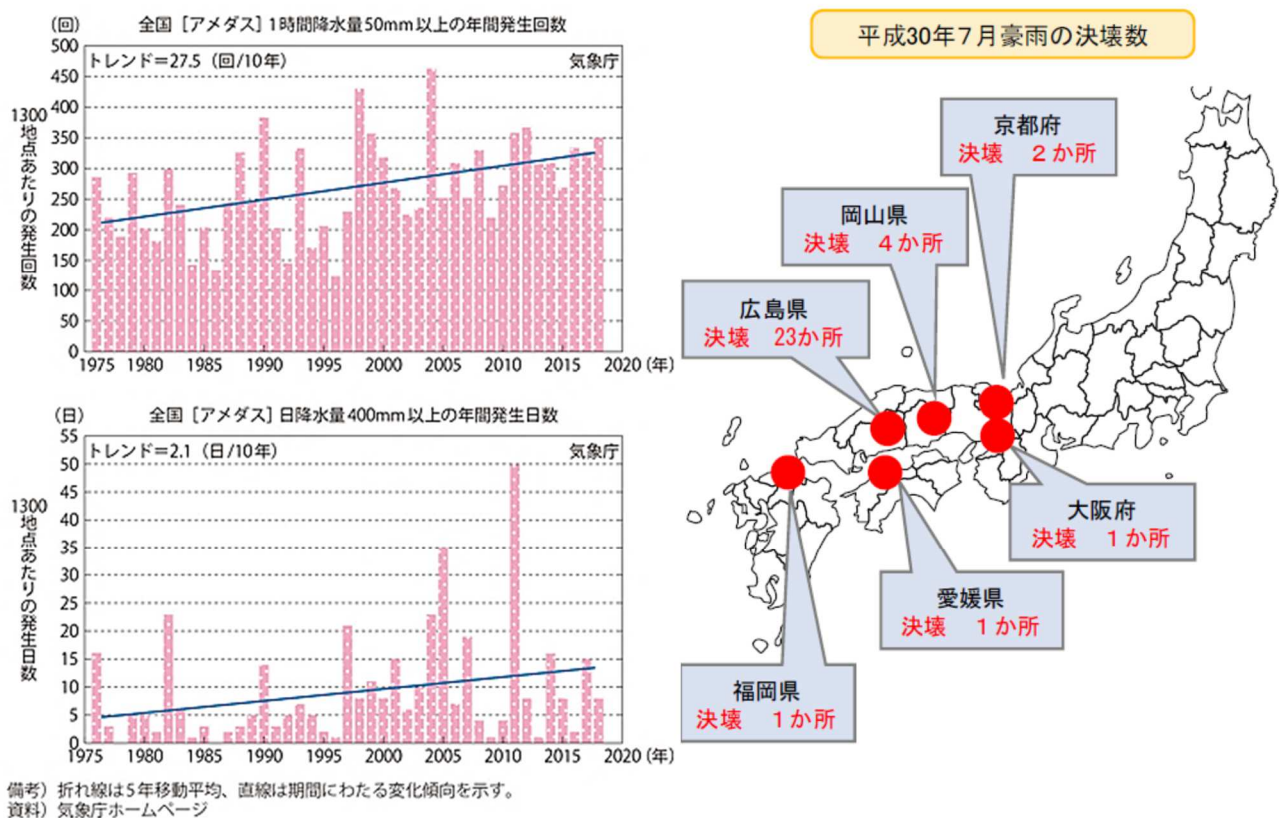 (回)
全国［アメダス］1時間降水量50mm以上の年間発生回数
トレンド＝27.5（回/10年）
気象庁
1300地点あたりの発生回数
500
450
400
350
300
250
200
150
300
50
0
1975 1980 1985 1990 1995 2000 2005 2010 2015 2020 (年)
(日)
全国［アメダス］日降水量400mm以上の年間発生日数
トレンド＝2.1（日/10年）
気象庁
1300地点あたりの発生日数
55
50
45
40
35
30
25
20
15
10
5
0
1975 1980 1985 1990 1995 2000 2005 2010 2015 2020 (年)
備考）折れ線は5年移動平均、直線は期間にわたる変化傾向を示す。
資料）気象庁ホームページ
平成30年7月豪雨の決壊数
京都府
決壊　2か所
岡山県
決壊　4か所
広島県
決壊　23か所
大阪府
決壊　1か所
愛媛県
決壊　1か所
福岡県
決壊　1か所